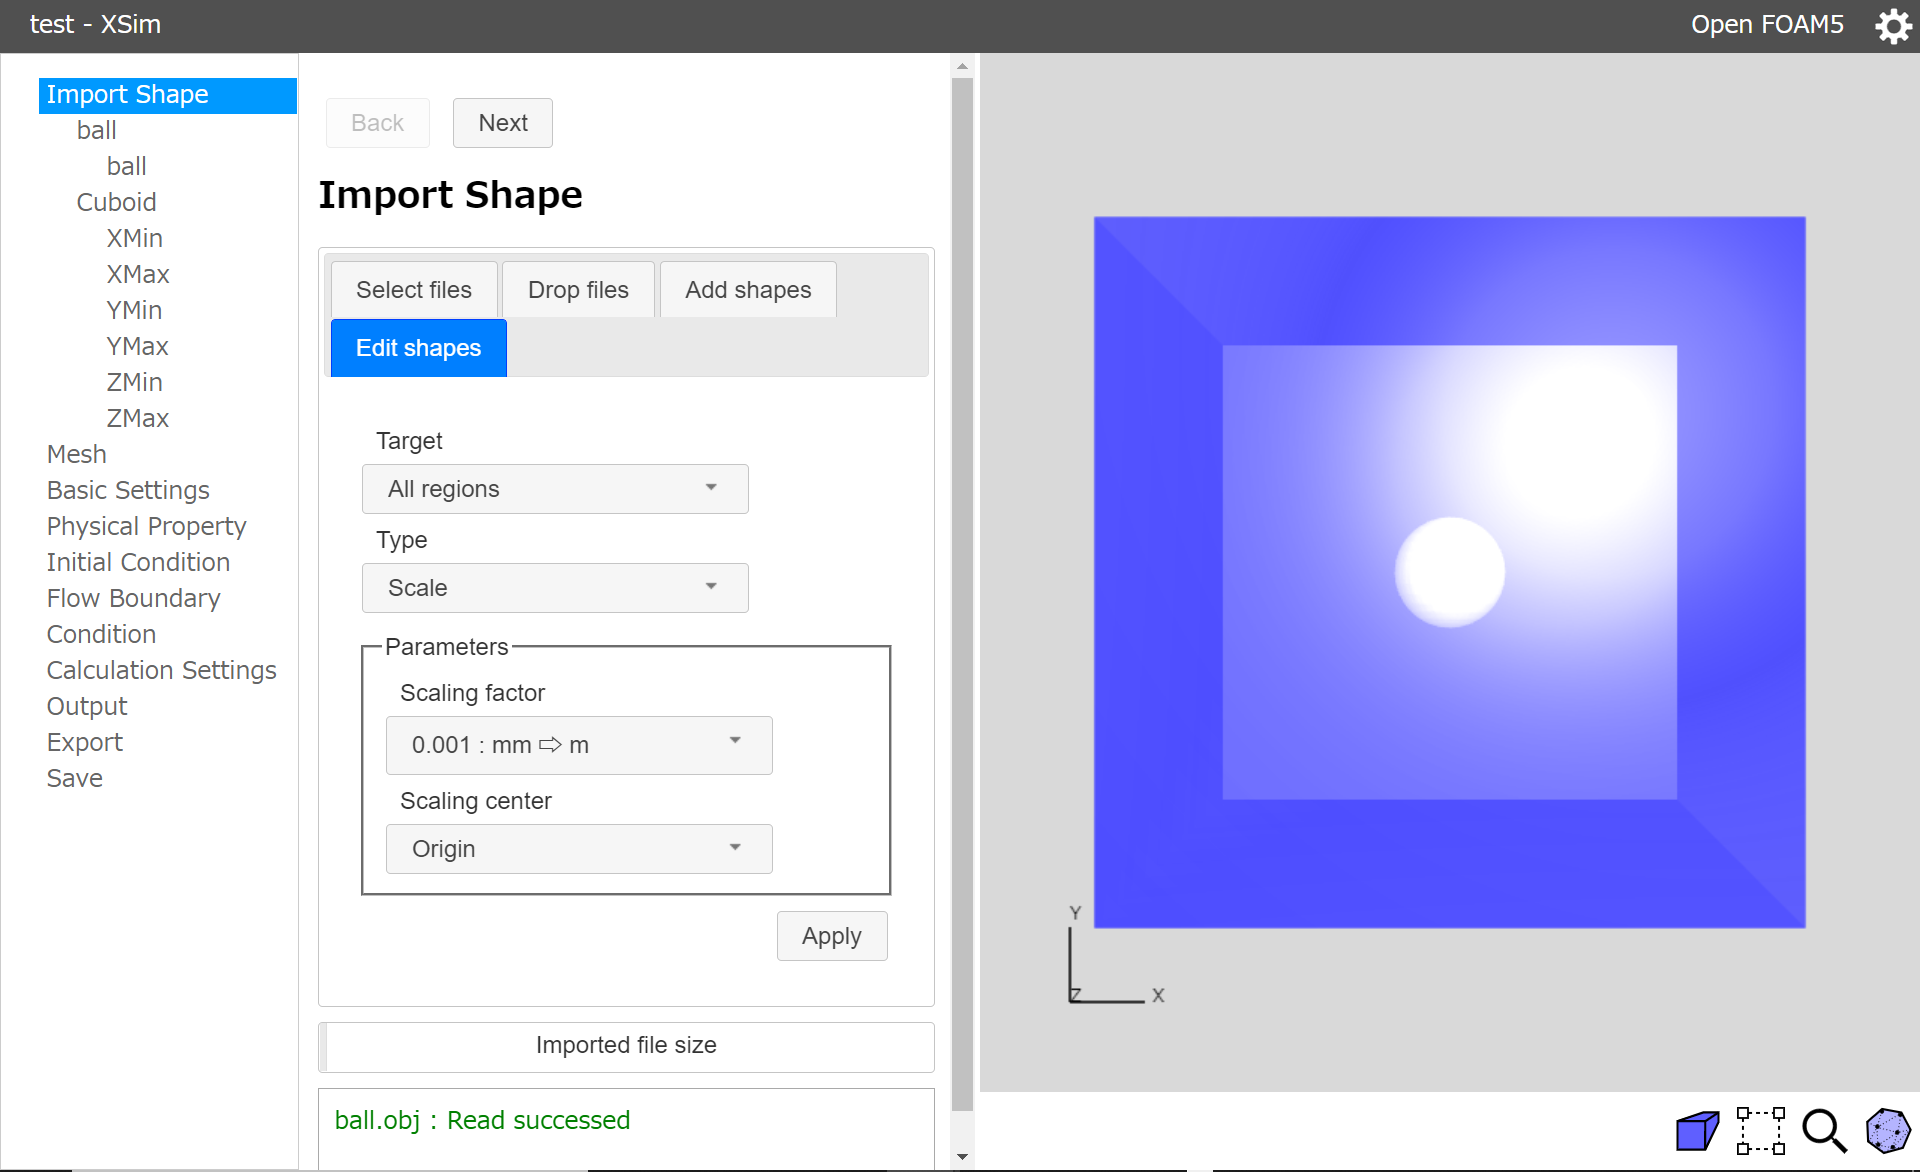 test - XSim
Open FOAM5
Import Shape
ball
ball
Cuboid
XMin
XMax
YMin
YMax
ZMin
ZMax
Mesh
Basic Settings
Physical Property
Initial Condition
Flow Boundary
Condition
Calculation Settings
Output
Export
Save
Back
Next
Import Shape
Select files
Drop files
Add shapes
Edit shapes
Target
All regions
Type
Scale
Parameters
Scaling factor
0.001 : mm ⇨ m
Scaling center
Origin
Apply
Imported file size
ball.obj : Read successed
Y
Z
X